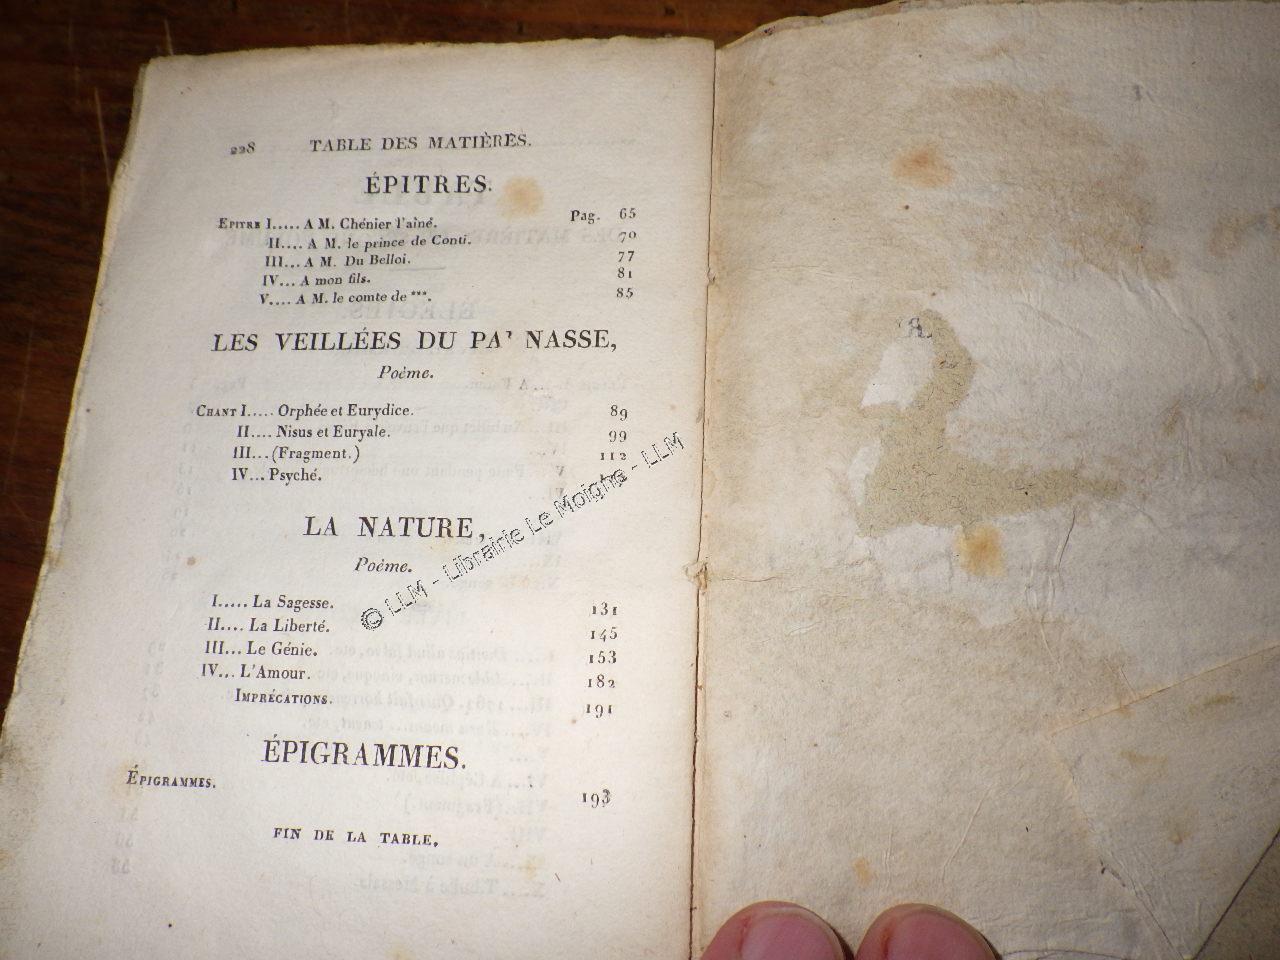 228 TABLE DES MATIÈRES.
ÉPITRES.
EPITRE I..... A M. Chénier l'aîné. Pag. 65
II.... A M. le prince de Conti. 70
III... A M. Du Belloi. 77
IV... A mon fils. 81
V.... A M. le comte de ***. 85
LES VEILLÉES DU PA' NASSE,
Poème.
CHANT I..... Orphée et Eurydice. 89
II.... Nisus et Euryale. 99
III... (Fragment.) 112
IV... Psyché.
LA NATURE,
Poème.
I..... La Sagesse. 131
II.... La Liberté. 145
III... Le Génie. 153
IV... L'Amour. 182
IMPRÉCATIONS. 191
ÉPIGRAMMES.
ÉPIGRAMMES. 193
FIN DE LA TABLE.
© LLM - Librairie Le Moigne - LLM